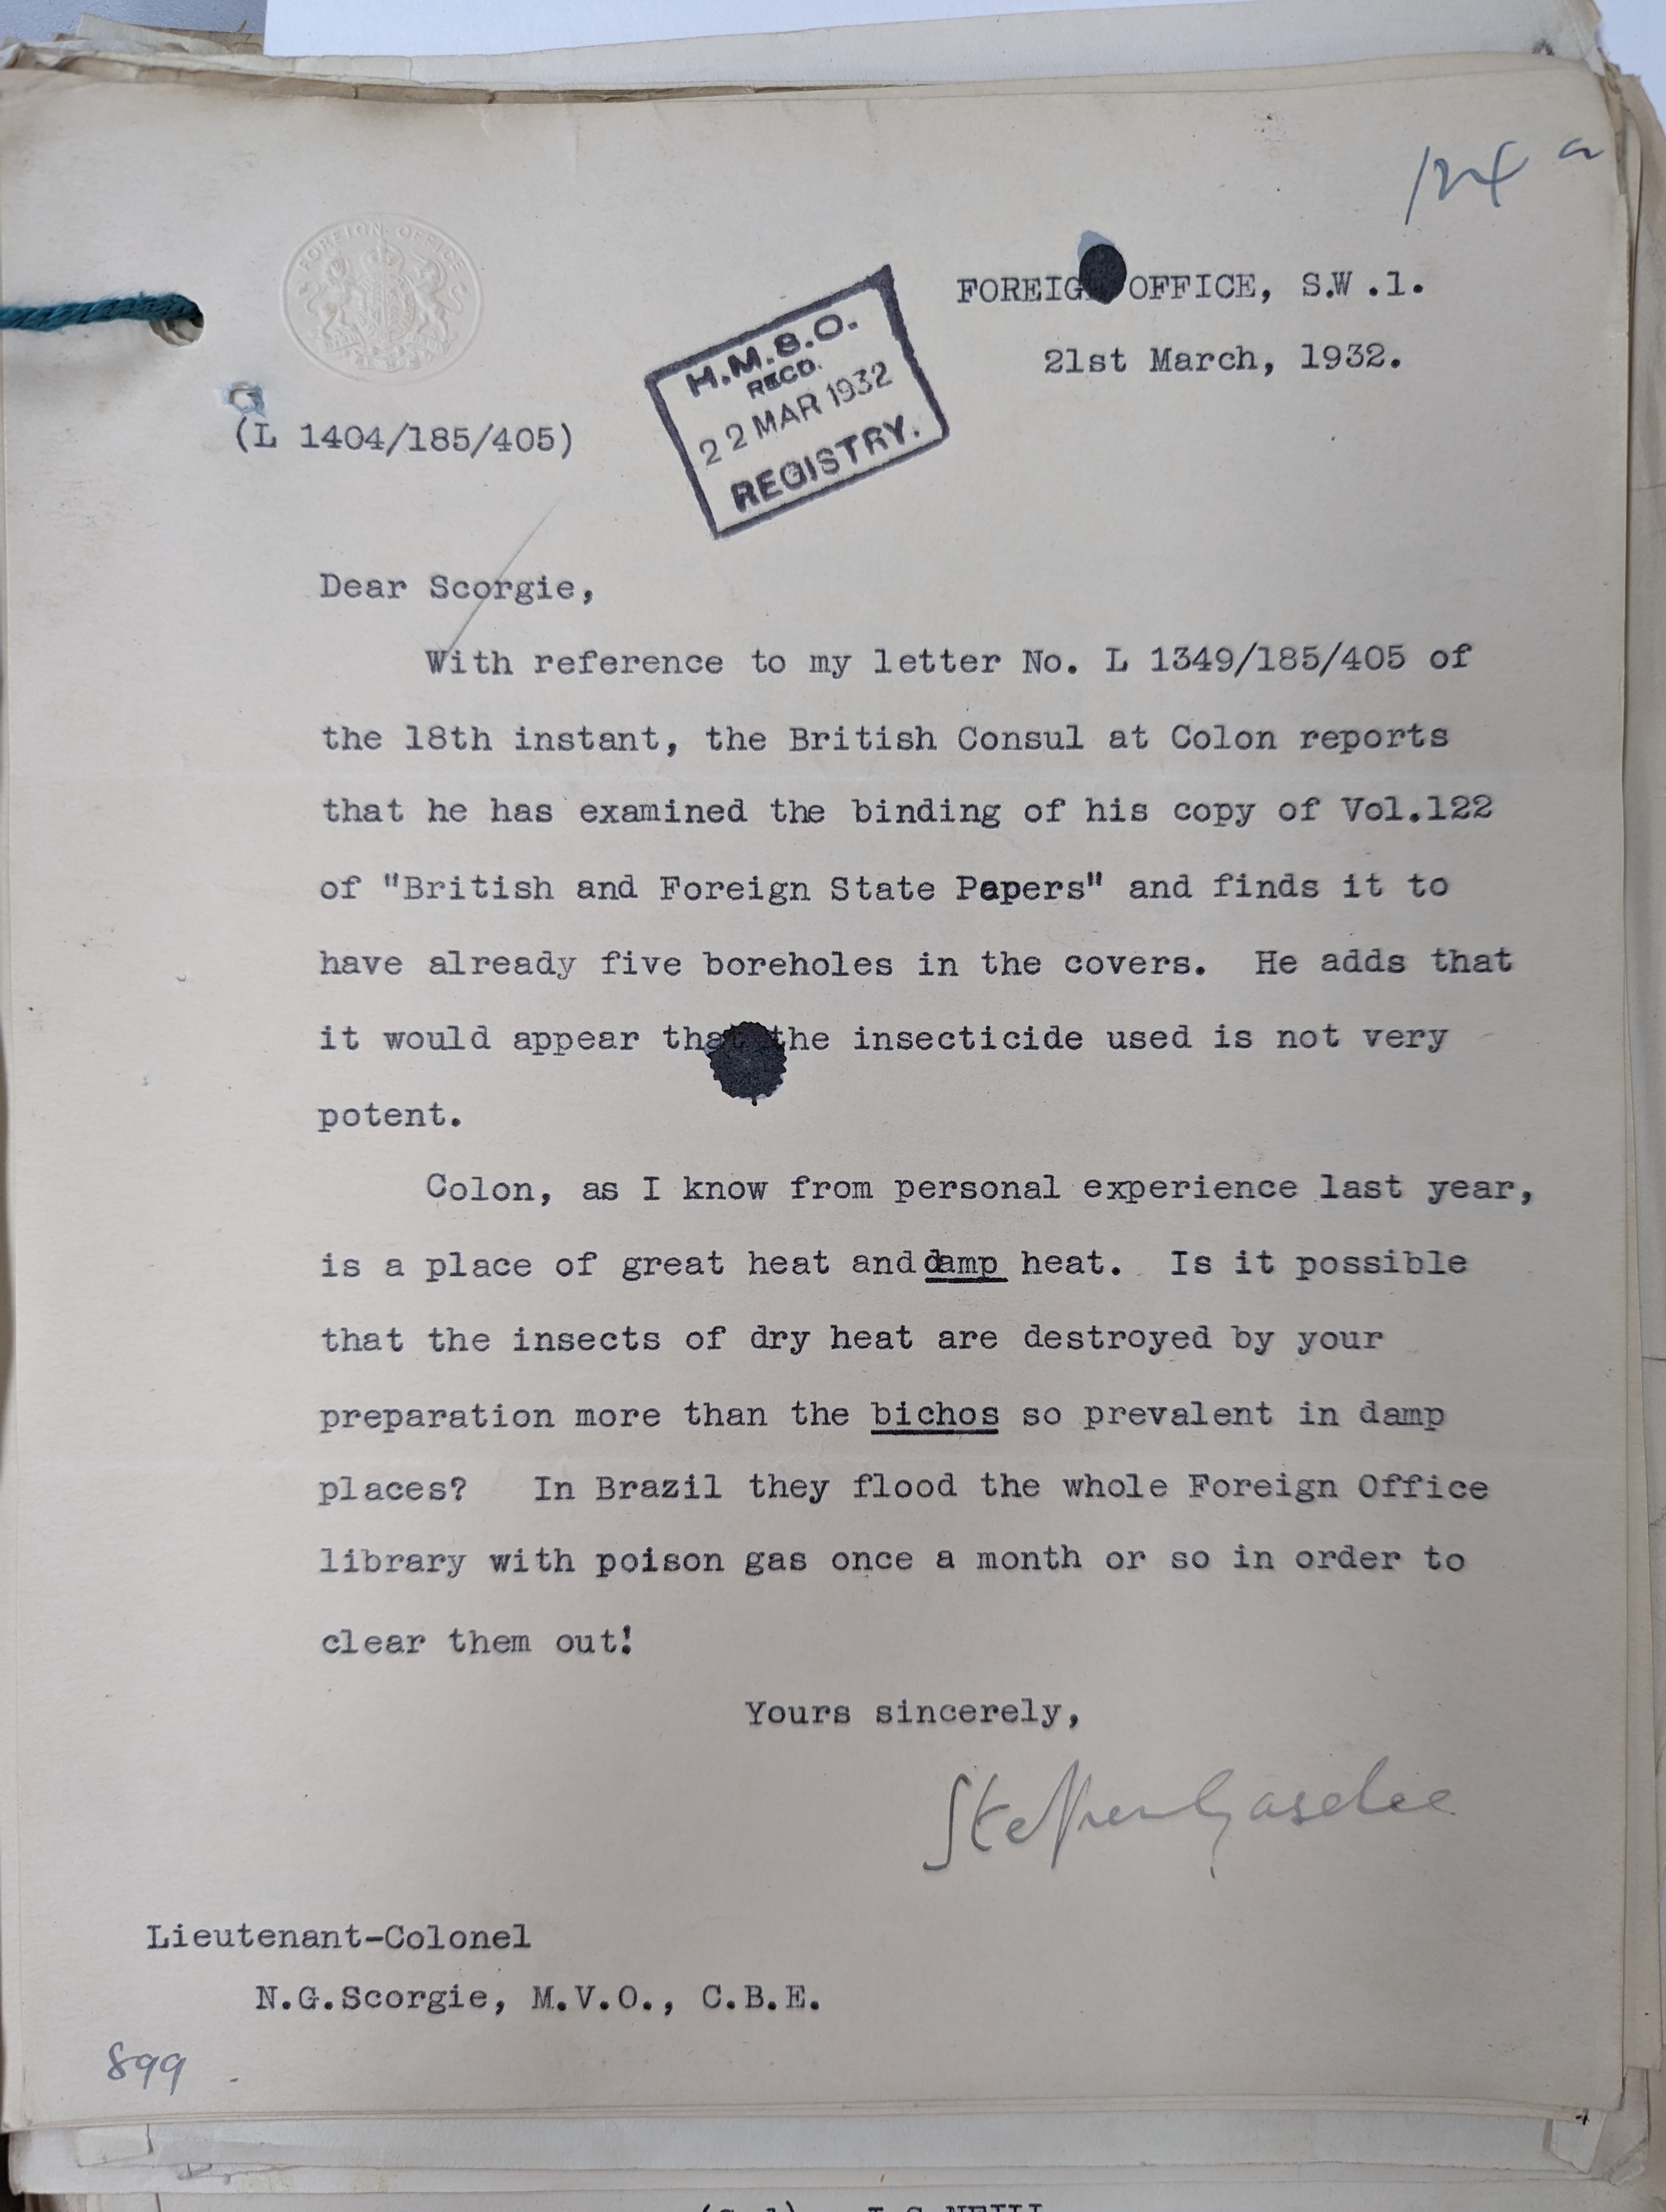 124 a
FOREIGN OFFICE
FOREIGN OFFICE, S.W.1.
21st March, 1932.
H.M.S.O.
RECD.
22 MAR 1932
REGISTRY.
(L 1404/185/405)
Dear Scorgie,
With reference to my letter No. L 1349/185/405 of
the 18th instant, the British Consul at Colon reports
that he has examined the binding of his copy of Vol.122
of "British and Foreign State Papers" and finds it to
have already five boreholes in the covers. He adds that
it would appear that the insecticide used is not very
potent.
Colon, as I know from personal experience last year,
is a place of great heat and damp heat. Is it possible
that the insects of dry heat are destroyed by your
preparation more than the bichos so prevalent in damp
places? In Brazil they flood the whole Foreign Office
library with poison gas once a month or so in order to
clear them out!
Yours sincerely,
Stephen Gaselee
Lieutenant-Colonel
N.G.Scorgie, M.V.O., C.B.E.
899